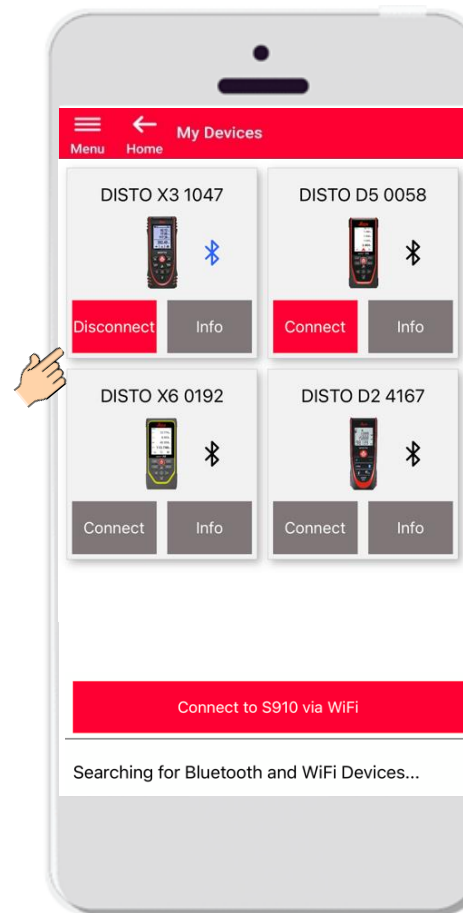 My Devices
Menu Home
DISTO X3 1047
DISTO D5 0058
Disconnect Info
Connect Info
DISTO X6 0192
DISTO D2 4167
Connect Info
Connect Info
Connect to S910 via WiFi
Searching for Bluetooth and WiFi Devices...